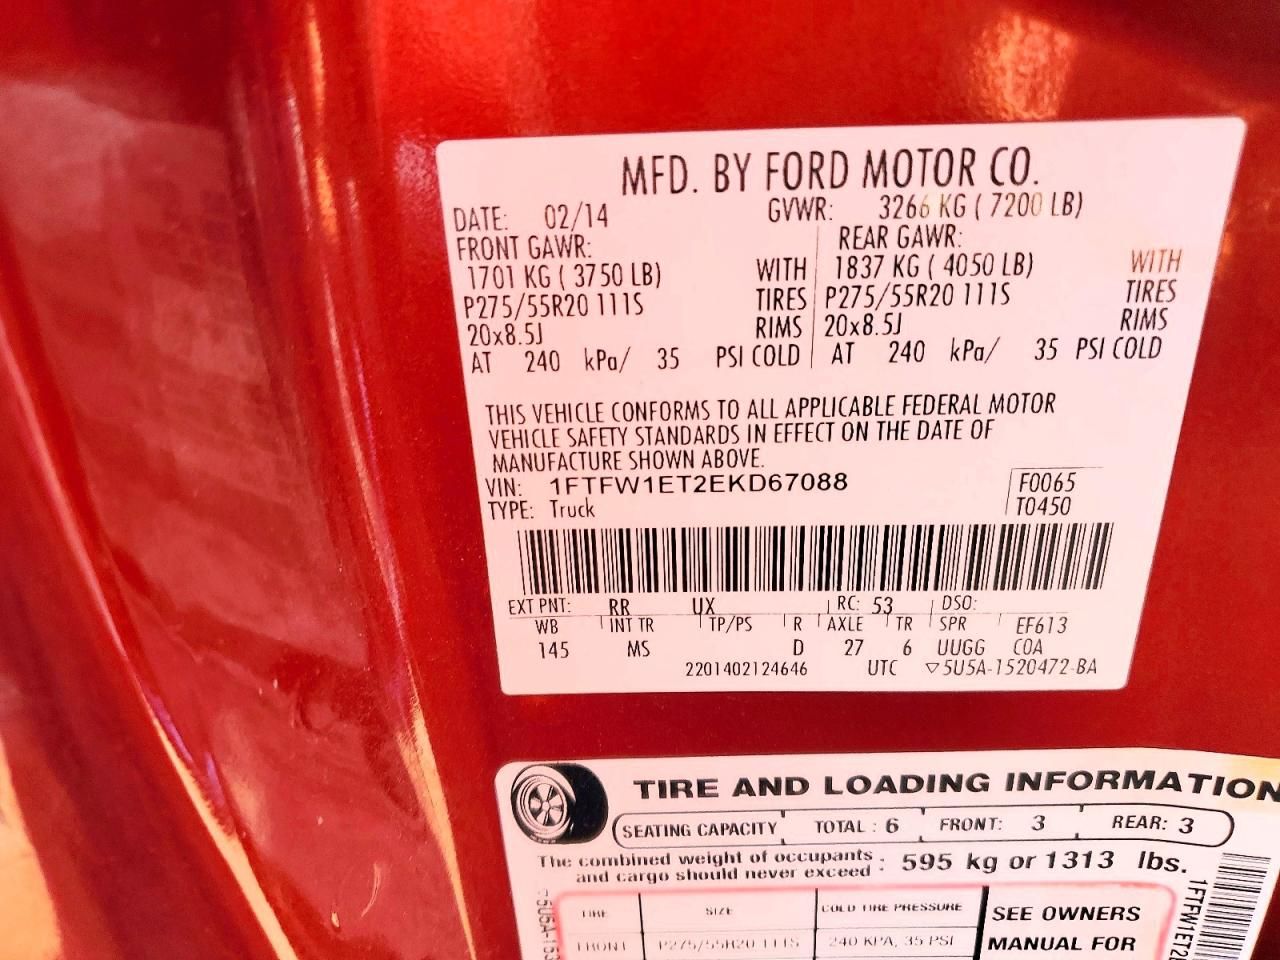 MFD. BY FORD MOTOR CO.
DATE: 02/14 GVWR: 3266 KG ( 7200 LB)
FRONT GAWR: REAR GAWR:
1701 KG ( 3750 LB) WITH 1837 KG ( 4050 LB) WITH
P275/55R20 111S TIRES P275/55R20 111S TIRES
20x8.5J RIMS 20x8.5J RIMS
AT 240 kPa/ 35 PSI COLD AT 240 kPa/ 35 PSI COLD
THIS VEHICLE CONFORMS TO ALL APPLICABLE FEDERAL MOTOR
VEHICLE SAFETY STANDARDS IN EFFECT ON THE DATE OF
MANUFACTURE SHOWN ABOVE.
VIN: 1FTFW1ET2EKD67088 F0065
TYPE: Truck T0450
EXT PNT: RR UX RC: 53 DSO:
WB INT TR TP/PS R AXLE TR SPR EF613
145 MS D 27 6 UUGG COA
2201402124646 UTC ▽5U5A-1520472-BA
TIRE AND LOADING INFORMATION
SEATING CAPACITY TOTAL : 6 FRONT: 3 REAR: 3
The combined weight of occupants
and cargo should never exceed : 595 kg or 1313 lbs.
TIRE SIZE COLD TIRE PRESSURE SEE OWNERS
FRONT P275/55R20 111S 240 KPA, 35 PSI MANUAL FOR